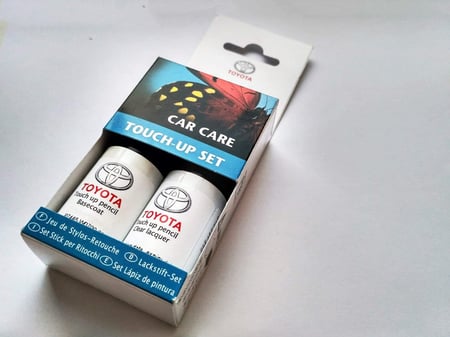 TOYOTA
CAR CARE
TOUCH-UP SET
TOYOTA
Touch up pencil
Basecoat
TOYOTA
Touch up pencil
Clear lacquer
F Jeu de Stylos-Retouche
D Lackstift-Set
I Set Stick per Ritocchi
E Set Lápiz de pintura